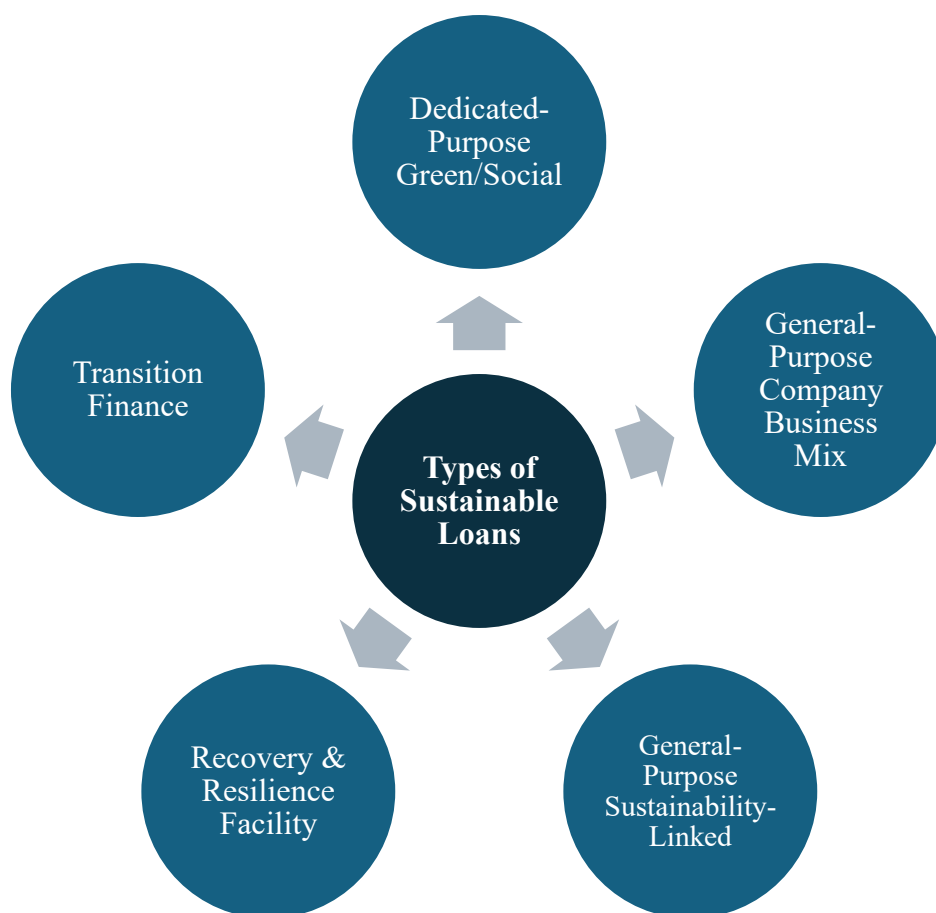 Dedicated-
Purpose
Green/Social
Transition
Finance
General-
Purpose
Company
Business
Mix
Types of
Sustainable
Loans
Recovery &
Resilience
Facility
General-
Purpose
Sustainability-
Linked